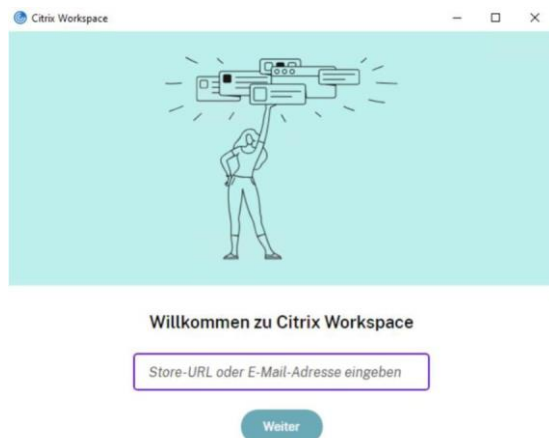 Citrix Workspace
Willkommen zu Citrix Workspace
Store-URL oder E-Mail-Adresse eingeben
Weiter